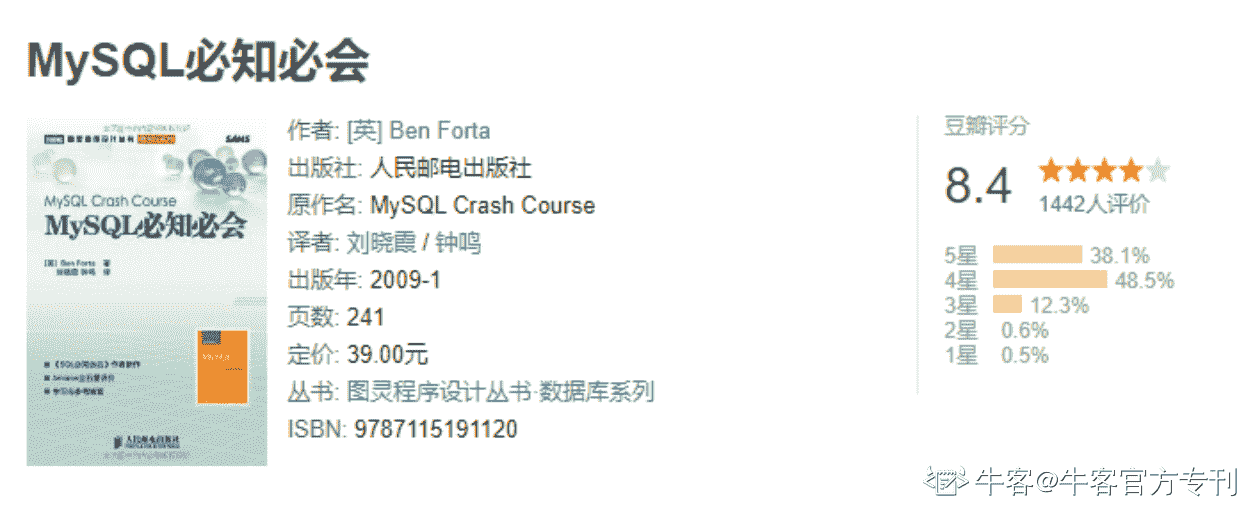 MySQL必知必会
SAMS
MySQL Crash Course
MySQL必知必会
[英] Ben Forta 著
刘晓霞 钟鸣 译
人民邮电出版社
作者: [英] Ben Forta
出版社: 人民邮电出版社
原作名: MySQL Crash Course
译者: 刘晓霞 / 钟鸣
出版年: 2009-1
页数: 241
定价: 39.00元
丛书: 图灵程序设计丛书·数据库系列
ISBN: 9787115191120
豆瓣评分
8.4
1442人评价
5星 38.1%
4星 48.5%
3星 12.3%
2星 0.6%
1星 0.5%
牛客@牛客官方专刊